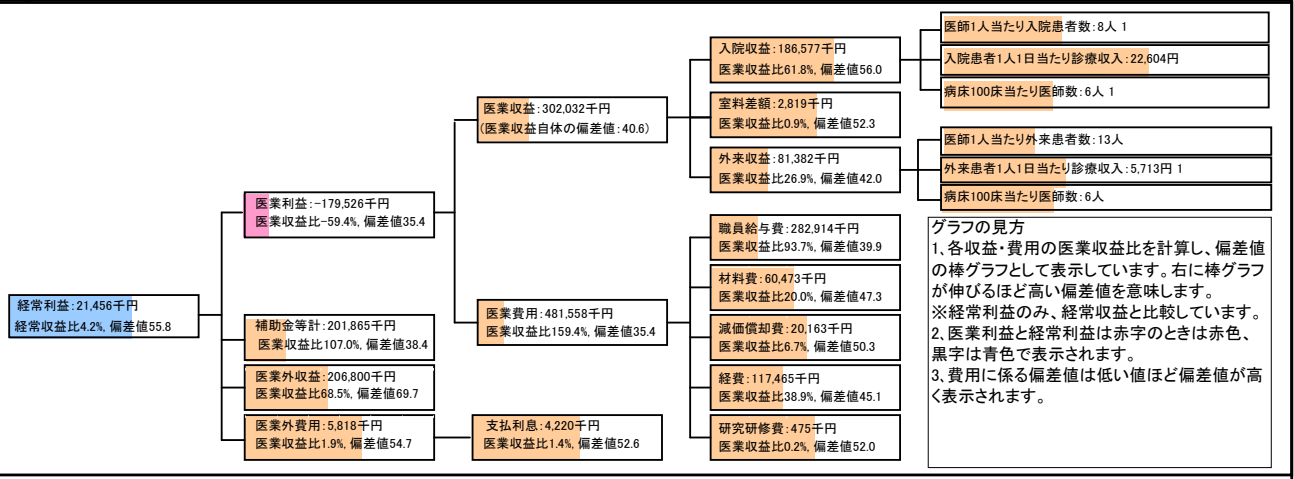 経常利益:21,456千円
経常収益比4.2%, 偏差値55.8
医業利益:-179,526千円
医業収益比-59.4%, 偏差値35.4
補助金等計:201,865千円
医業収益比107.0%, 偏差値38.4
医業外収益:206,800千円
医業収益比68.5%, 偏差値69.7
医業外費用:5,818千円
医業収益比1.9%, 偏差値54.7
医業収益:302,032千円
(医業収益自体の偏差値:40.6)
医業費用:481,558千円
医業収益比159.4%, 偏差値35.4
支払利息:4,220千円
医業収益比1.4%, 偏差値52.6
入院収益:186,577千円
医業収益比61.8%, 偏差値56.0
室料差額:2,819千円
医業収益比0.9%, 偏差値52.3
外来収益:81,382千円
医業収益比26.9%, 偏差値42.0
職員給与費:282,914千円
医業収益比93.7%, 偏差値39.9
材料費:60,473千円
医業収益比20.0%, 偏差値47.3
減価償却費:20,163千円
医業収益比6.7%, 偏差値50.3
経費:117,465千円
医業収益比38.9%, 偏差値45.1
研究研修費:475千円
医業収益比0.2%, 偏差値52.0
医師1人当たり入院患者数:8人 1
入院患者1人1日当たり診療収入:22,604円
病床100床当たり医師数:6人 1
医師1人当たり外来患者数:13人
外来患者1人1日当たり診療収入:5,713円 1
病床100床当たり医師数:6人
グラフの見方
1、各収益・費用の医業収益比を計算し、偏差値
の棒グラフとして表示しています。右に棒グラフ
が伸びるほど高い偏差値を意味します。
※経常利益のみ、経常収益と比較しています。
2、医業利益と経常利益は赤字のときは赤色、
黒字は青色で表示されます。
3、費用に係る偏差値は低い値ほど偏差値が高
く表示されます。